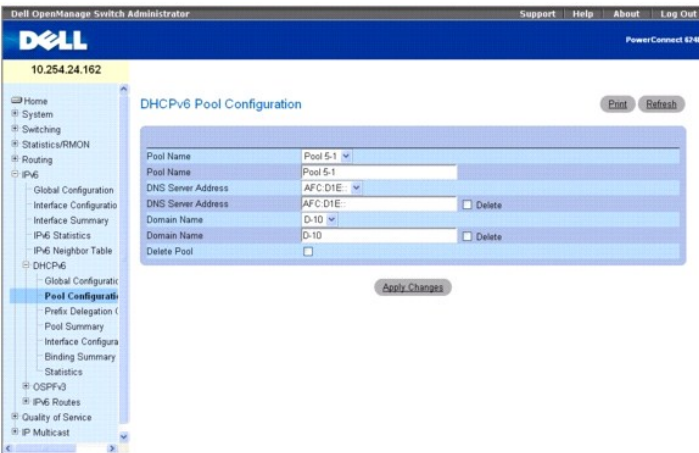 Dell OpenManage Switch Administrator
Support Help About Log Out
DELL
PowerConnect 624
10.254.24.162
Home
System
Switching
Statistics/RMON
Routing
IPv6
Global Configuration
Interface Configuratio
Interface Summary
IPv6 Statistics
IPv6 Neighbor Table
DHCPv6
Global Configuratic
Pool Configurati
Prefix Delegation C
Pool Summary
Interface Configura
Binding Summary
Statistics
OSPFv3
IPv6 Routes
Quality of Service
IP Multicast
DHCPv6 Pool Configuration
Print Refresh
Pool Name Pool 5-1
Pool Name Pool 5-1
DNS Server Address AFC:D1E::
DNS Server Address AFC:D1E:: Delete
Domain Name D-10
Domain Name D-10 Delete
Delete Pool
Apply Changes